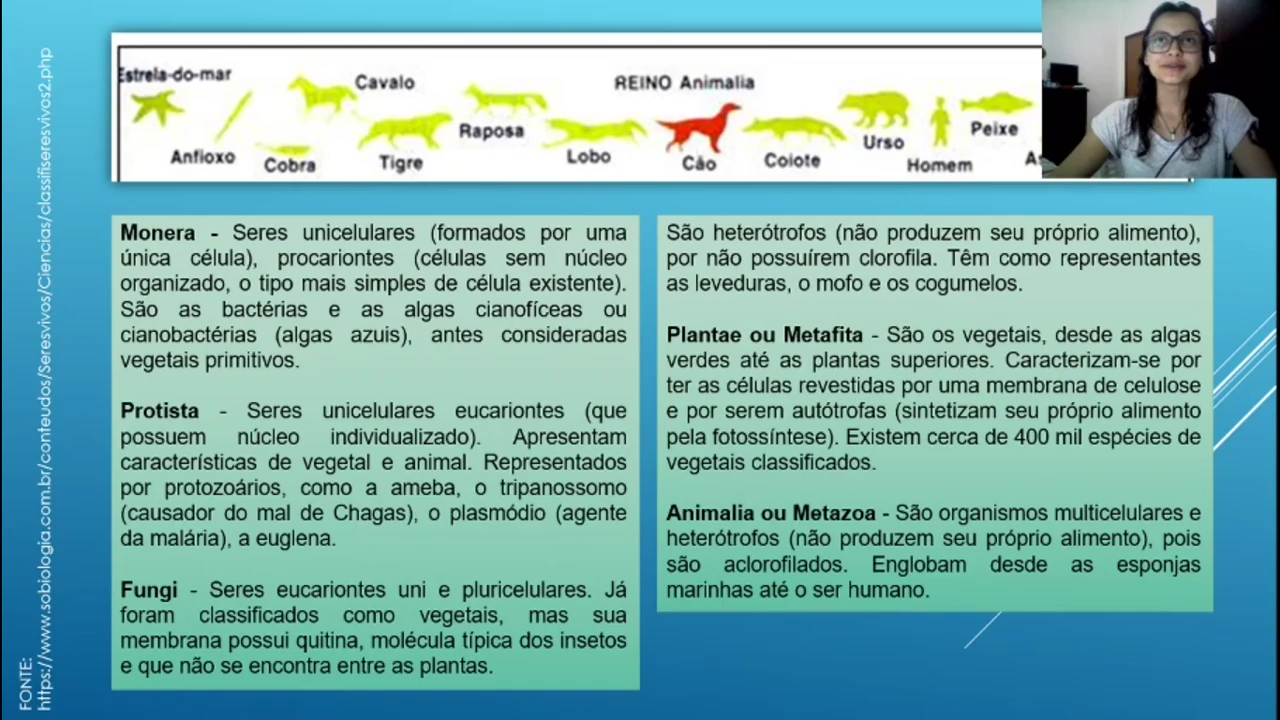 Estrela-do-mar
Cavalo
REINO Animalia
Raposa
Urso
Peixe
Anfioxo
Cobra
Tigre
Lobo
Cão
Coiote
Homem
Monera - Seres unicelulares (formados por uma
única célula), procariontes (células sem núcleo
organizado, o tipo mais simples de célula existente).
São as bactérias e as algas cianofíceas ou
cianobactérias (algas azuis), antes consideradas
vegetais primitivos.
Protista - Seres unicelulares eucariontes (que
possuem núcleo individualizado). Apresentam
características de vegetal e animal. Representados
por protozoários, como a ameba, o tripanossomo
(causador do mal de Chagas), o plasmódio (agente
da malária), a euglena.
Fungi - Seres eucariontes uni e pluricelulares. Já
foram classificados como vegetais, mas sua
membrana possui quitina, molécula típica dos insetos
e que não se encontra entre as plantas.
São heterótrofos (não produzem seu próprio alimento),
por não possuírem clorofila. Têm como representantes
as leveduras, o mofo e os cogumelos.
Plantae ou Metafita - São os vegetais, desde as algas
verdes até as plantas superiores. Caracterizam-se por
ter as células revestidas por uma membrana de celulose
e por serem autótrofas (sintetizam seu próprio alimento
pela fotossíntese). Existem cerca de 400 mil espécies de
vegetais classificados.
Animalia ou Metazoa - São organismos multicelulares e
heterótrofos (não produzem seu próprio alimento), pois
são aclorofilados. Englobam desde as esponjas
marinhas até o ser humano.
FONTE:
https://www.sobiologia.com.br/conteudos/Seresvivos/Ciencias/classifiseresvivos2.php